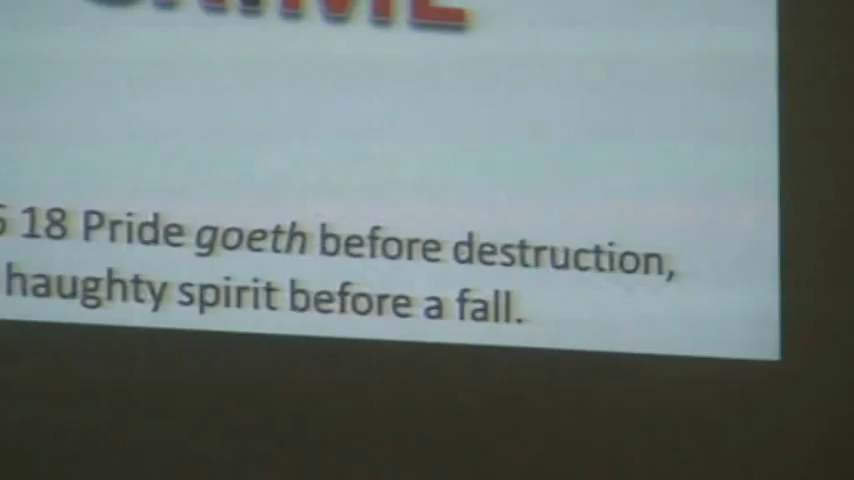 18 Pride goeth before destruction,
haughty spirit before a fall.